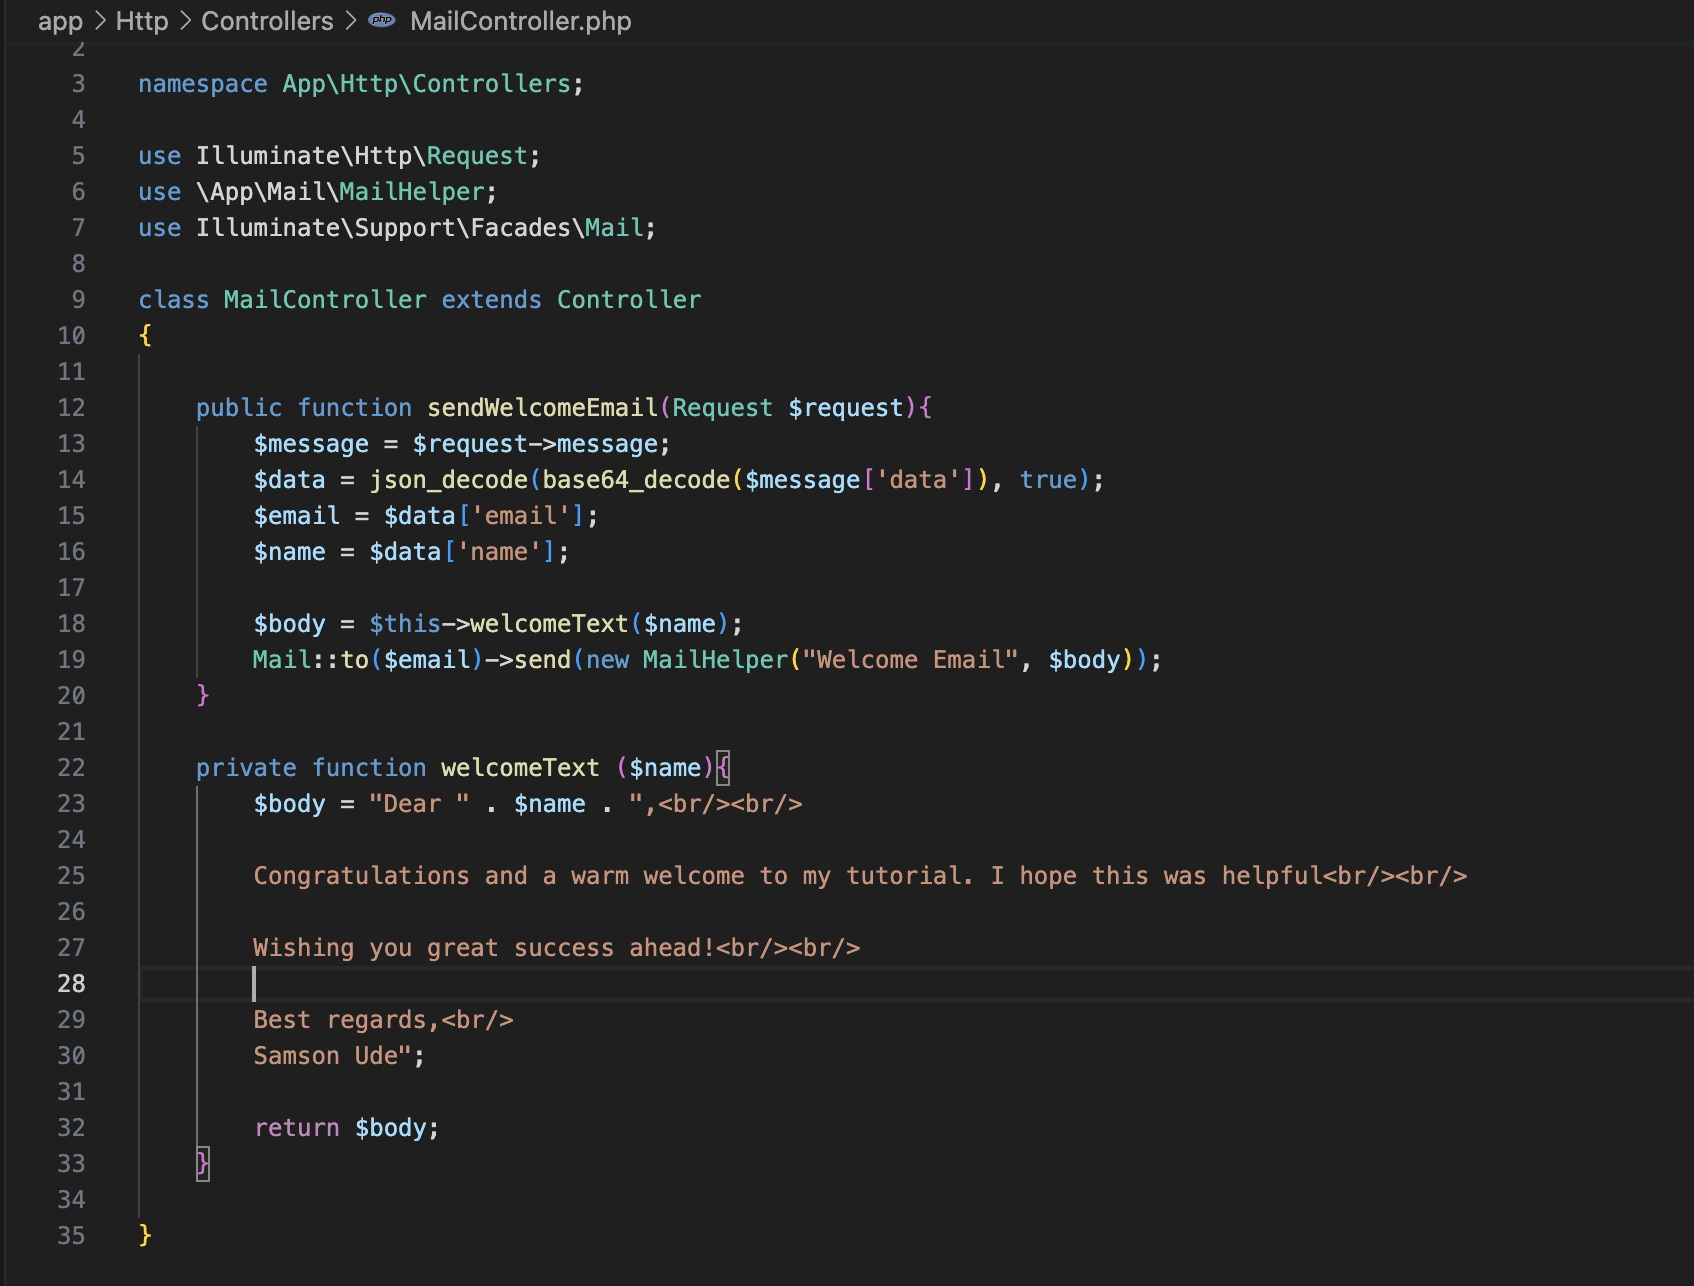 app > Http > Controllers > php MailController.php
2
3 namespace App\Http\Controllers;
4
5 use Illuminate\Http\Request;
6 use \App\Mail\MailHelper;
7 use Illuminate\Support\Facades\Mail;
8
9 class MailController extends Controller
10 {
11
12     public function sendWelcomeEmail(Request $request){
13         $message = $request->message;
14         $data = json_decode(base64_decode($message['data']), true);
15         $email = $data['email'];
16         $name = $data['name'];
17
18         $body = $this->welcomeText($name);
19         Mail::to($email)->send(new MailHelper("Welcome Email", $body));
20     }
21
22     private function welcomeText ($name){
23         $body = "Dear " . $name . ",<br/><br/>
24
25         Congratulations and a warm welcome to my tutorial. I hope this was helpful<br/><br/>
26
27         Wishing you great success ahead!<br/><br/>
28
29         Best regards,<br/>
30         Samson Ude";
31
32         return $body;
33     }
34
35 }